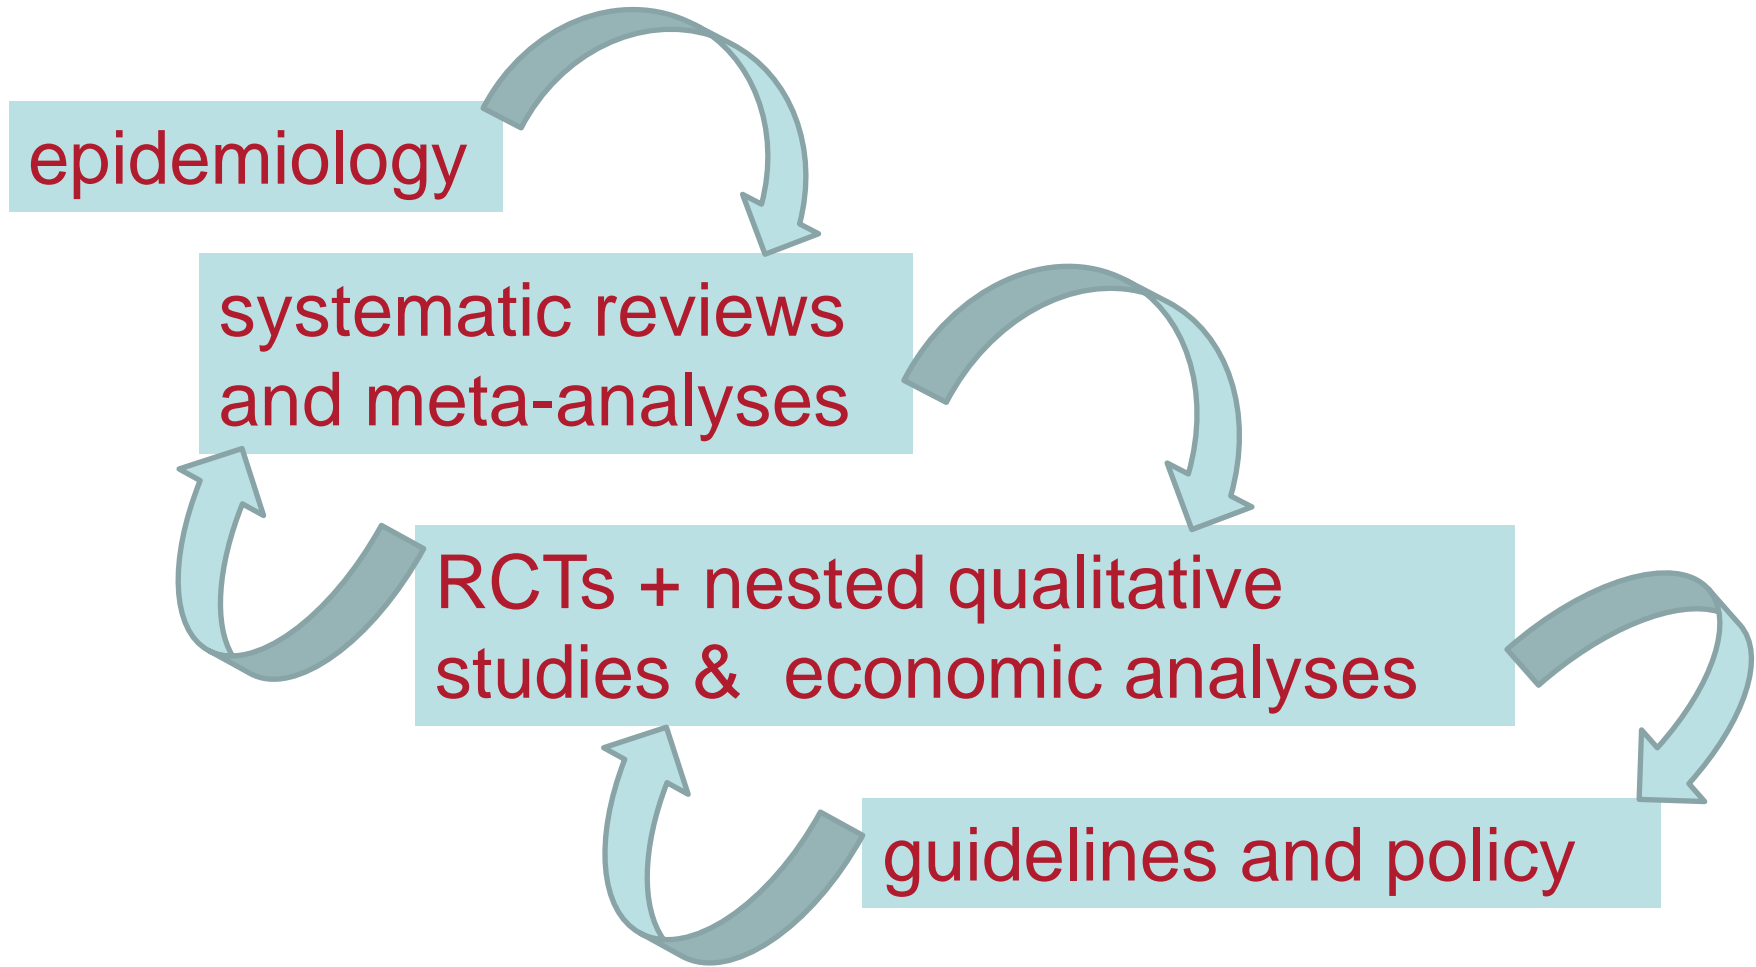 epidemiology
systematic reviews
and meta-analyses
RCTs + nested qualitative
studies &  economic analyses
guidelines and policy